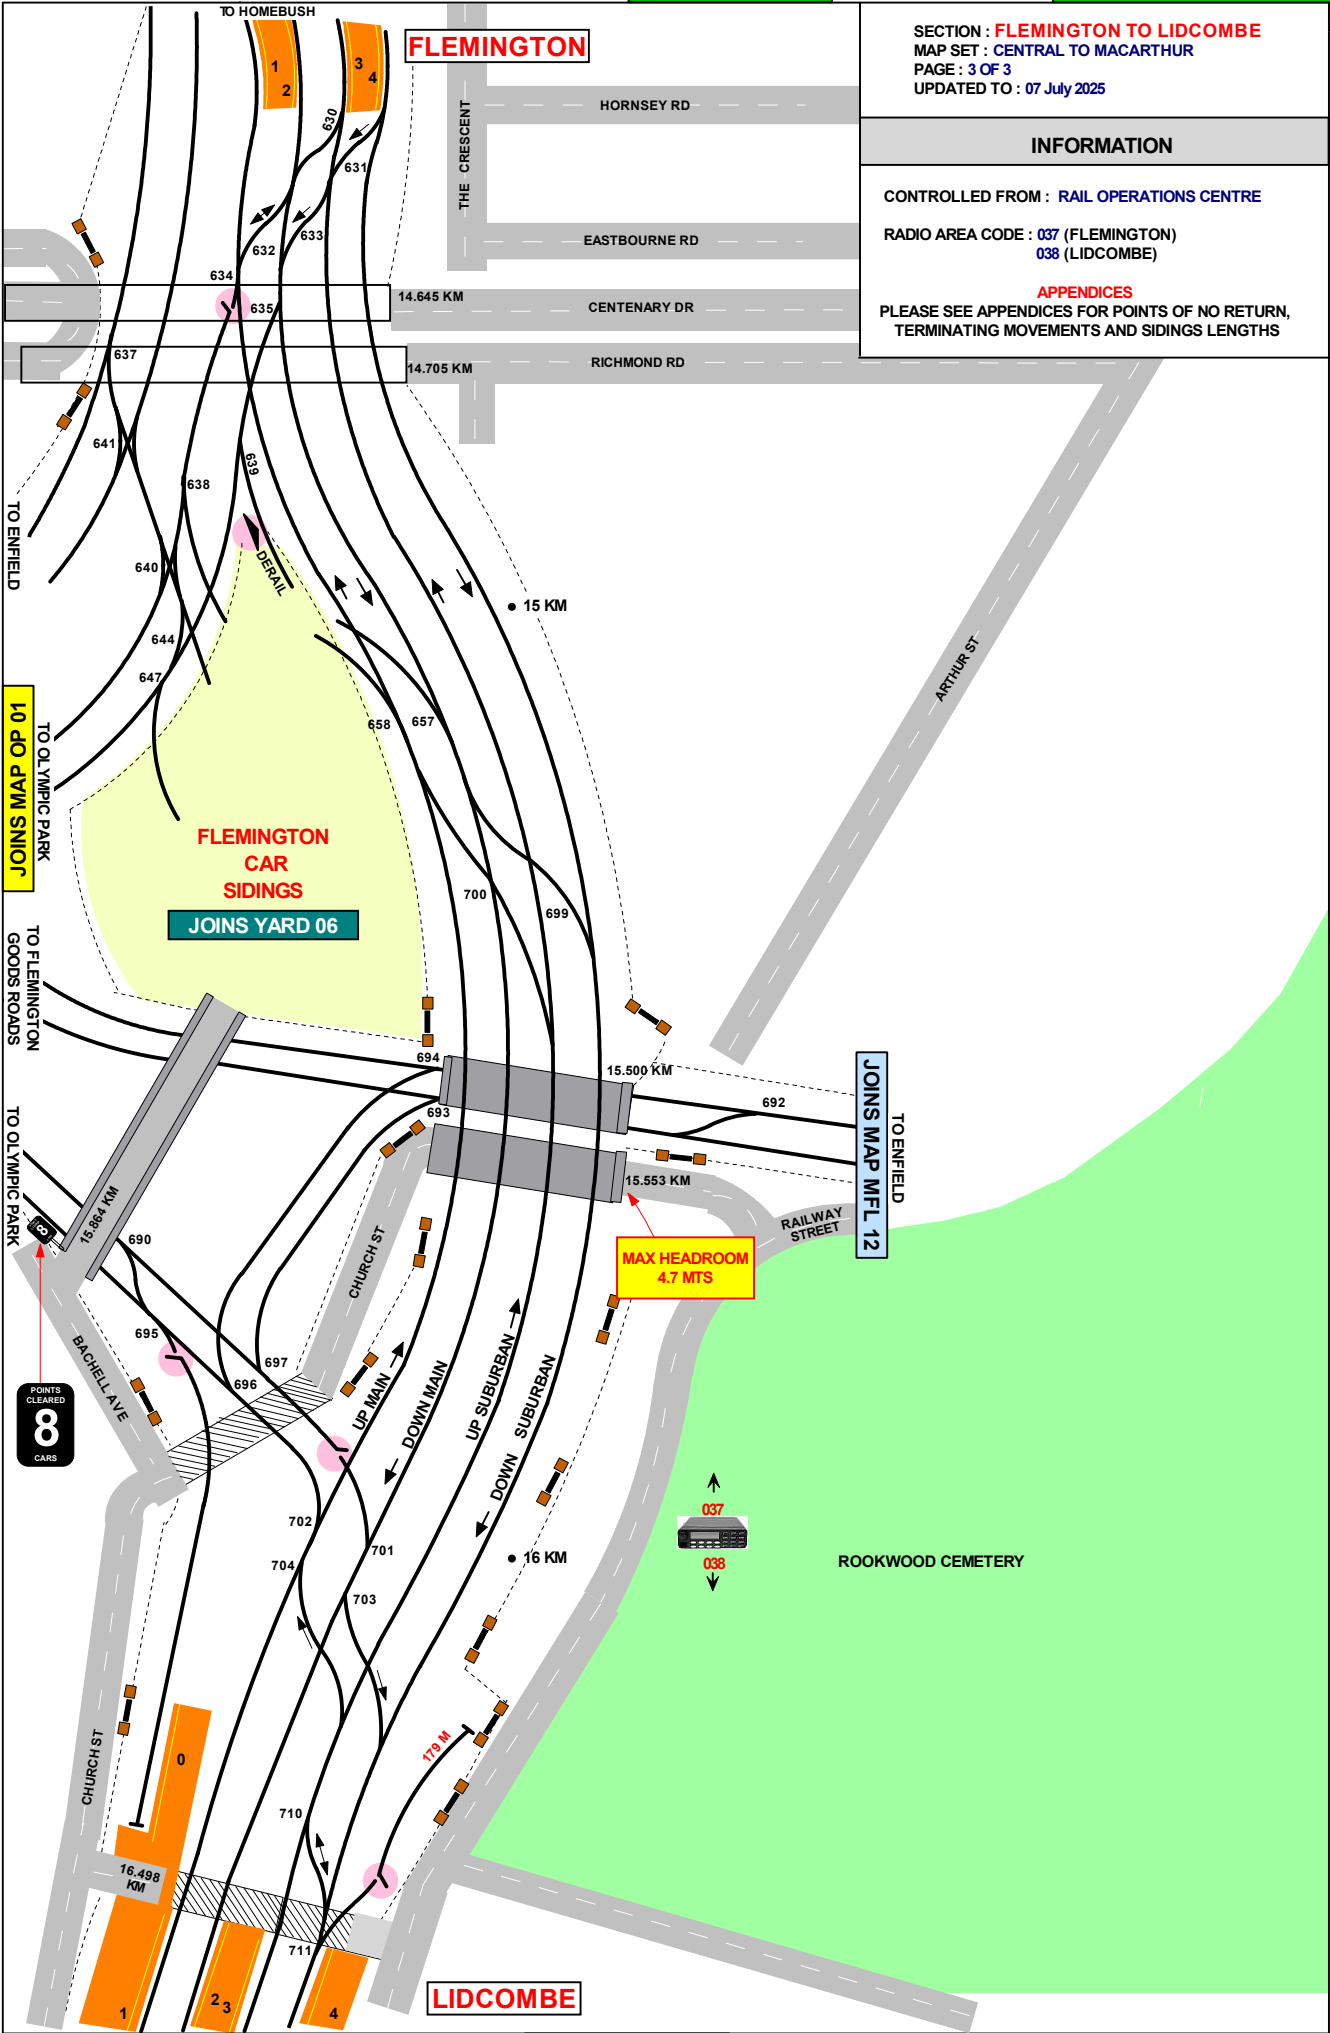 TO HOMEBUSH
FLEMINGTON
SECTION : FLEMINGTON TO LIDCOMBE
MAP SET : CENTRAL TO MACARTHUR
PAGE : 3 OF 3
UPDATED TO : 07 July 2025
INFORMATION
CONTROLLED FROM : RAIL OPERATIONS CENTRE
RADIO AREA CODE : 037 (FLEMINGTON)
038 (LIDCOMBE)
APPENDICES
PLEASE SEE APPENDICES FOR POINTS OF NO RETURN,
TERMINATING MOVEMENTS AND SIDINGS LENGTHS
1
2
3
4
630
631
THE CRESCENT
HORNSEY RD
EASTBOURNE RD
632
633
634
635
14.645 KM
CENTENARY DR
637
14.705 KM
RICHMOND RD
641
638
639
TO ENFIELD
640
DERAIL
15 KM
644
647
ARTHUR ST
JOINS MAP OP 01
TO OLYMPIC PARK
658
657
FLEMINGTON
CAR
SIDINGS
JOINS YARD 06
700
699
TO FLEMINGTON
GOODS ROADS
694
15.500 KM
693
692
JOINS MAP MFL 12
TO ENFIELD
TO OLYMPIC PARK
15.553 KM
15.864 KM
8
690
CHURCH ST
RAILWAY
STREET
MAX HEADROOM
4.7 MTS
695
697
696
BACHELL AVE
POINTS
CLEARED
8
CARS
UP MAIN
DOWN MAIN
UP SUBURBAN
DOWN SUBURBAN
702
701
704
703
16 KM
037
038
ROOKWOOD CEMETERY
179 M
CHURCH ST
0
710
16.498
KM
711
1
2
3
4
LIDCOMBE